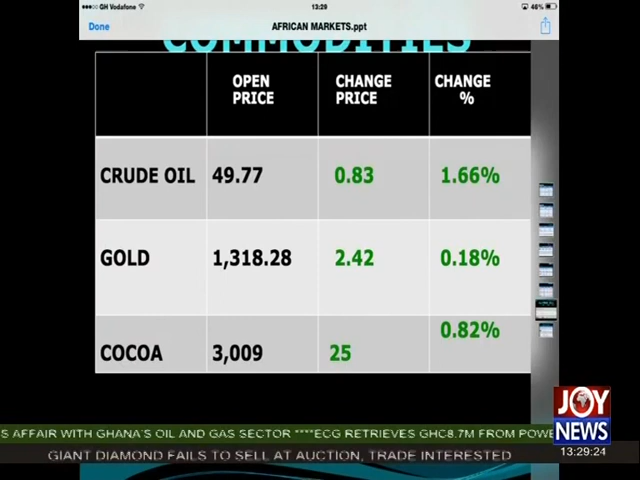 GH Vodafone
13:29
46%
Done
AFRICAN MARKETS.ppt
COMMODITIES
OPEN PRICE
CHANGE PRICE
CHANGE %
CRUDE OIL 49.77 0.83 1.66%
GOLD 1,318.28 2.42 0.18%
COCOA 3,009 25 0.82%
JOY
NEWS
13:29:24
S AFFAIR WITH GHANA'S OIL AND GAS SECTOR ****ECG RETRIEVES GHC8.7M FROM POWE
GIANT DIAMOND FAILS TO SELL AT AUCTION, TRADE INTERESTED